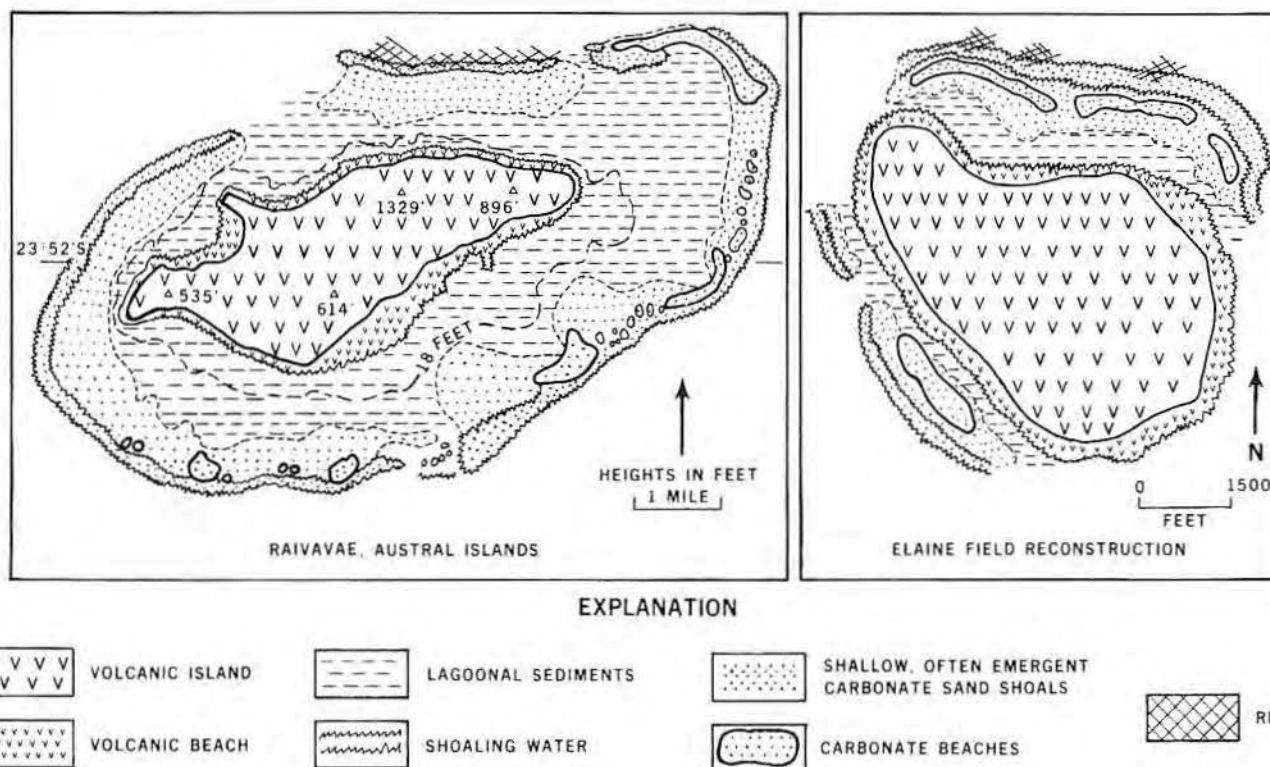 23°52'S
1329'
896'
535'
614'
18 FEET
HEIGHTS IN FEET
1 MILE
RAIVAVAE, AUSTRAL ISLANDS
N
0 1500
FEET
ELAINE FIELD RECONSTRUCTION
EXPLANATION
VOLCANIC ISLAND
LAGOONAL SEDIMENTS
SHALLOW, OFTEN EMERGENT
CARBONATE SAND SHOALS
VOLCANIC BEACH
SHOALING WATER
CARBONATE BEACHES